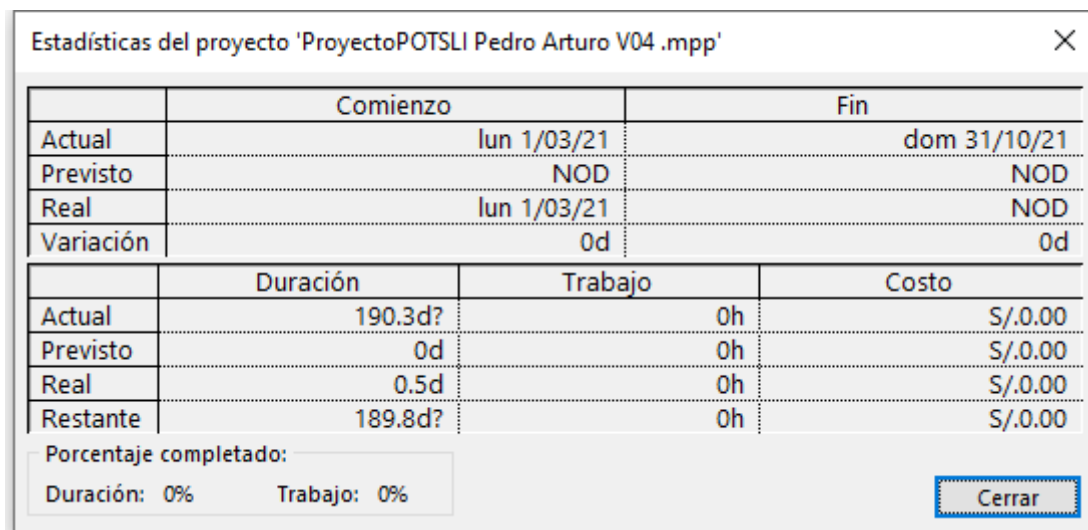 Estadísticas del proyecto 'ProyectoPOTSLI Pedro Arturo V04 .mpp'
Comienzo Fin
Actual lun 1/03/21 dom 31/10/21
Previsto NOD NOD
Real lun 1/03/21 NOD
Variación 0d 0d
Duración Trabajo Costo
Actual 190.3d? 0h S/.0.00
Previsto 0d 0h S/.0.00
Real 0.5d 0h S/.0.00
Restante 189.8d? 0h S/.0.00
Porcentaje completado:
Duración: 0% Trabajo: 0% Cerrar